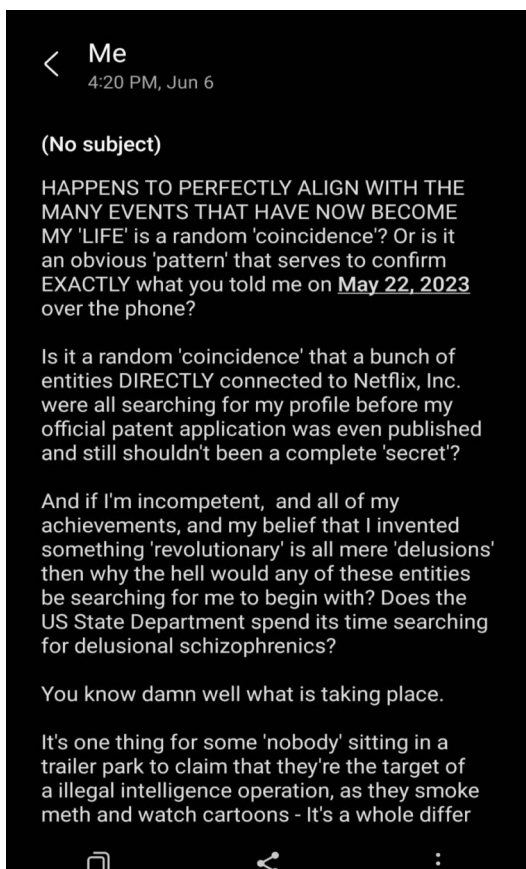 Me
4:20 PM, Jun 6
(No subject)
HAPPENS TO PERFECTLY ALIGN WITH THE
MANY EVENTS THAT HAVE NOW BECOME
MY 'LIFE' is a random 'coincidence'? Or is it
an obvious 'pattern' that serves to confirm
EXACTLY what you told me on May 22, 2023
over the phone?
Is it a random 'coincidence' that a bunch of
entities DIRECTLY connected to Netflix, Inc.
were all searching for my profile before my
official patent application was even published
and still shouldn't been a complete 'secret'?
And if I'm incompetent,  and all of my
achievements, and my belief that I invented
something 'revolutionary' is all mere 'delusions'
then why the hell would any of these entities
be searching for me to begin with? Does the
US State Department spend its time searching
for delusional schizophrenics?
You know damn well what is taking place.
It's one thing for some 'nobody' sitting in a
trailer park to claim that they're the target of
a illegal intelligence operation, as they smoke
meth and watch cartoons - It's a whole differ